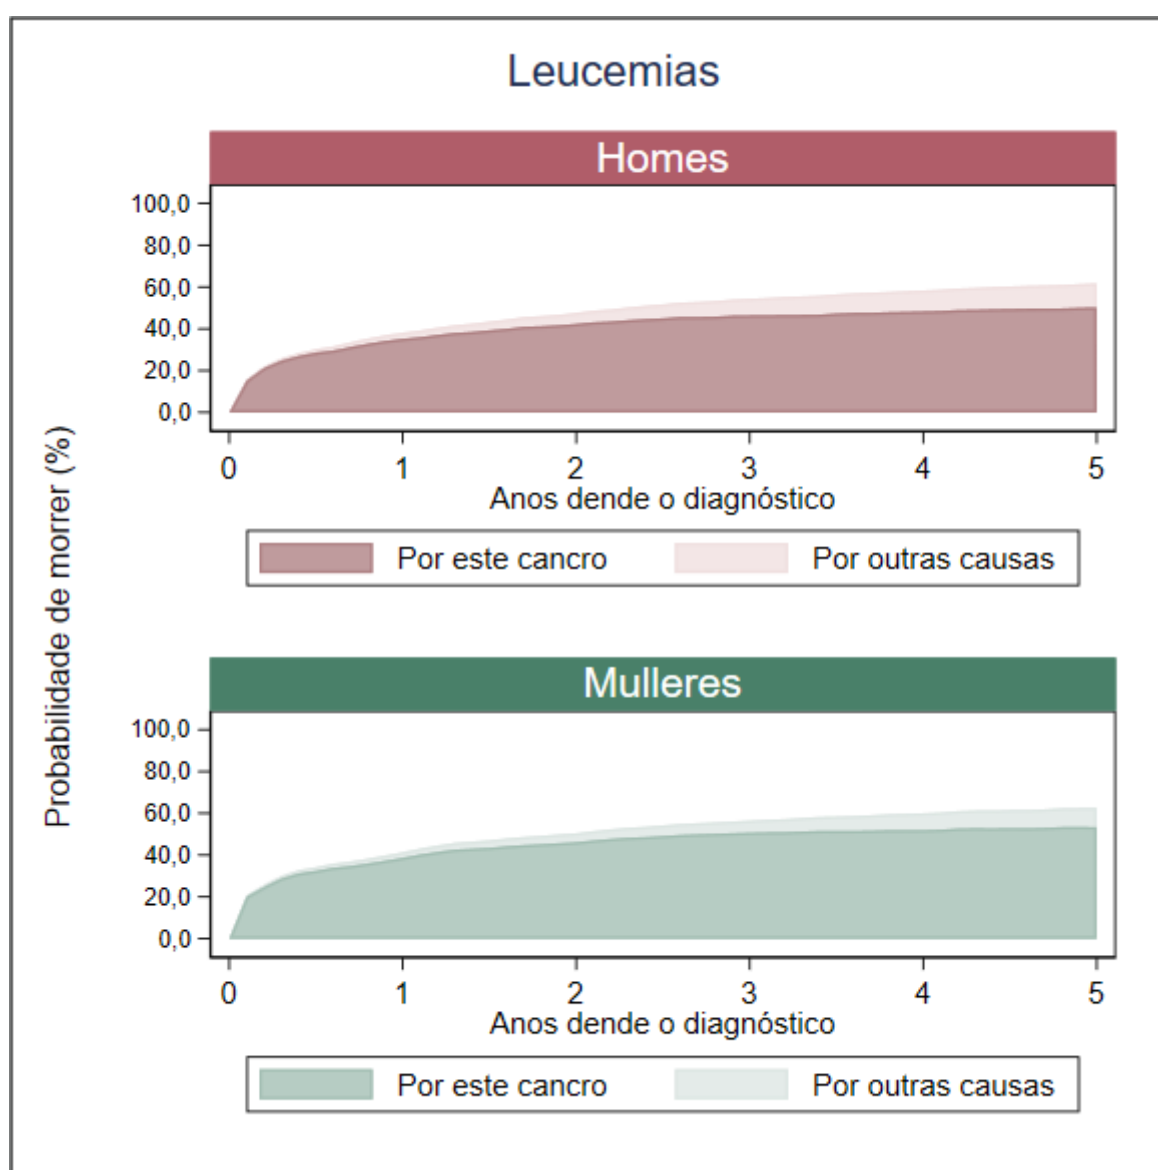 Leucemias
Probabilidade de morrer (%)
Homes
100,0
80,0
60,0
40,0
20,0
0,0
0 1 2 3 4 5
Anos dende o diagnóstico
Por este cancro Por outras causas
Mulleres
100,0
80,0
60,0
40,0
20,0
0,0
0 1 2 3 4 5
Anos dende o diagnóstico
Por este cancro Por outras causas